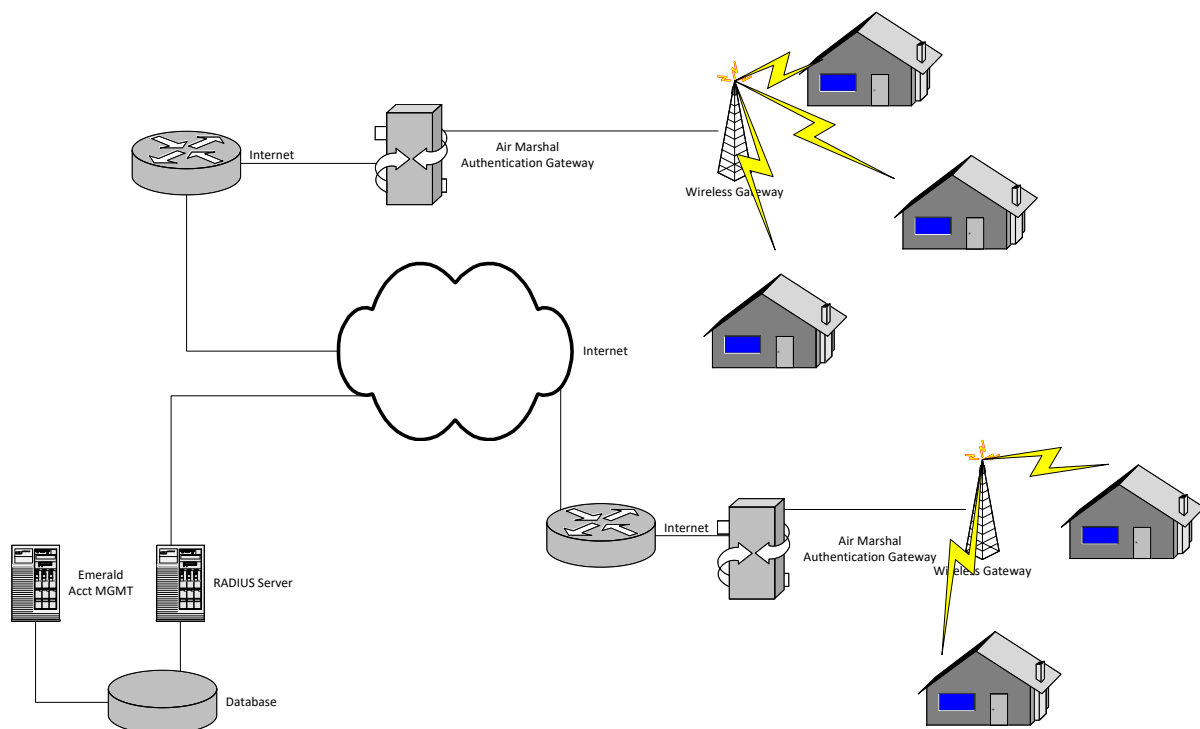 Internet
Air Marshal
Authentication Gateway
Wireless Gateway
Internet
Internet
Air Marshal
Authentication Gateway
Wireless Gateway
Emerald
Acct MGMT
RADIUS Server
Database